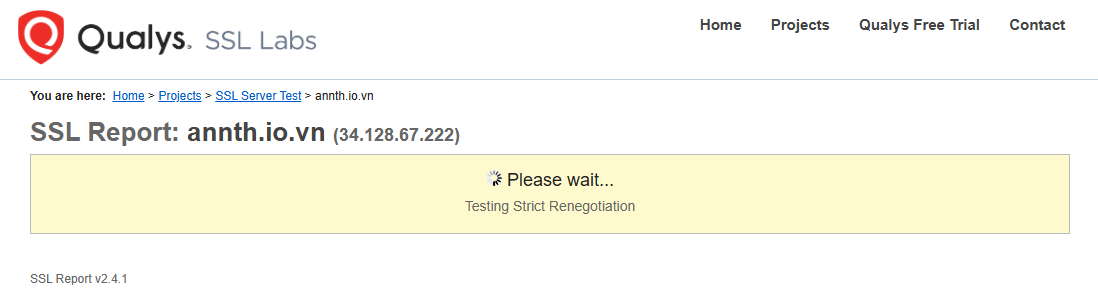 Qualys. SSL Labs
Home Projects Qualys Free Trial Contact
You are here: Home > Projects > SSL Server Test > annth.io.vn
SSL Report: annth.io.vn (34.128.67.222)
Please wait...
Testing Strict Renegotiation
SSL Report v2.4.1